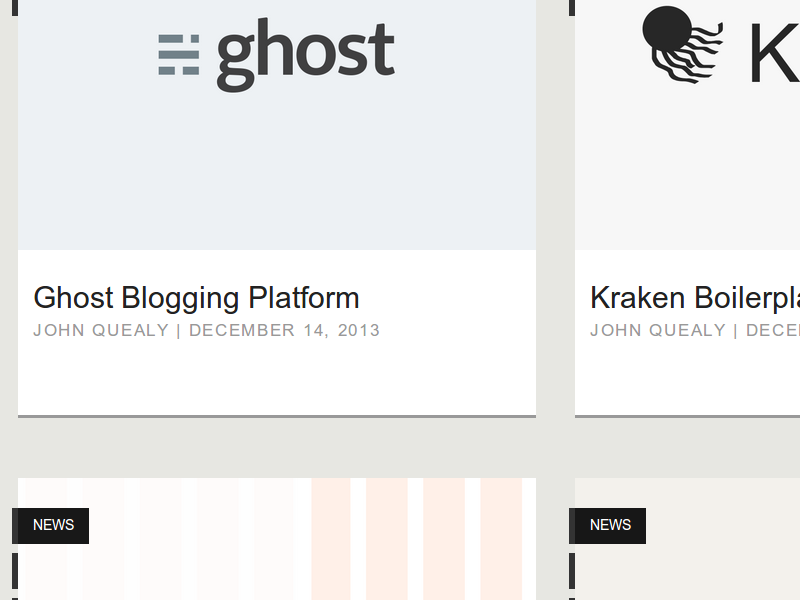 ghost
K
Ghost Blogging Platform
JOHN QUEALY | DECEMBER 14, 2013
Kraken Boilerpla
JOHN QUEALY | DECE
NEWS
NEWS